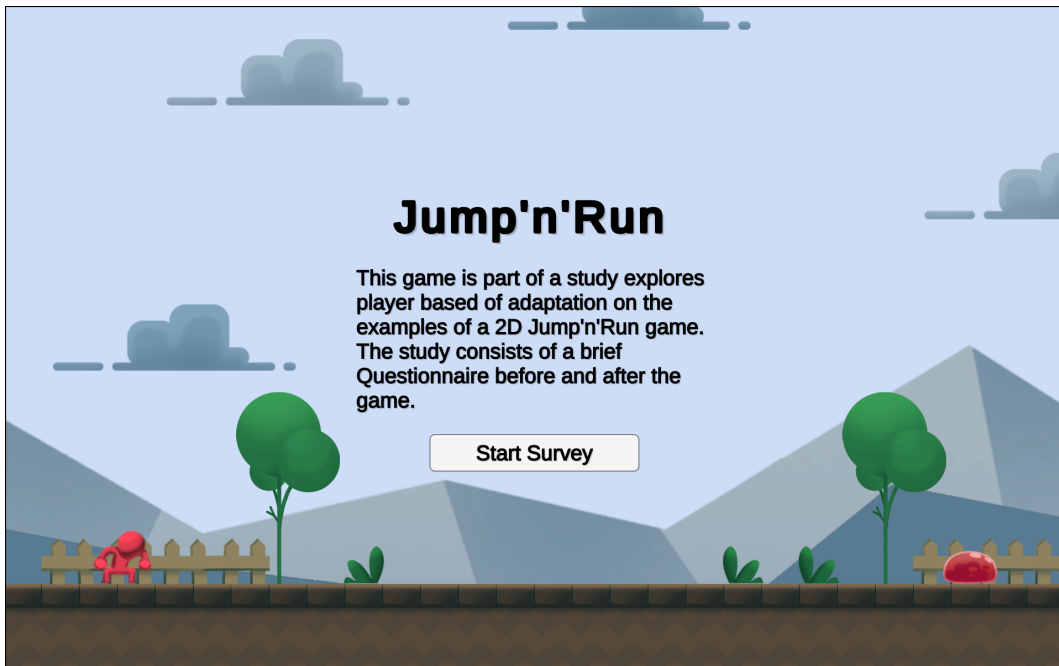 Jump'n'Run
This game is part of a study explores
player based of adaptation on the
examples of a 2D Jump'n'Run game.
The study consists of a brief
Questionnaire before and after the
game.
Start Survey